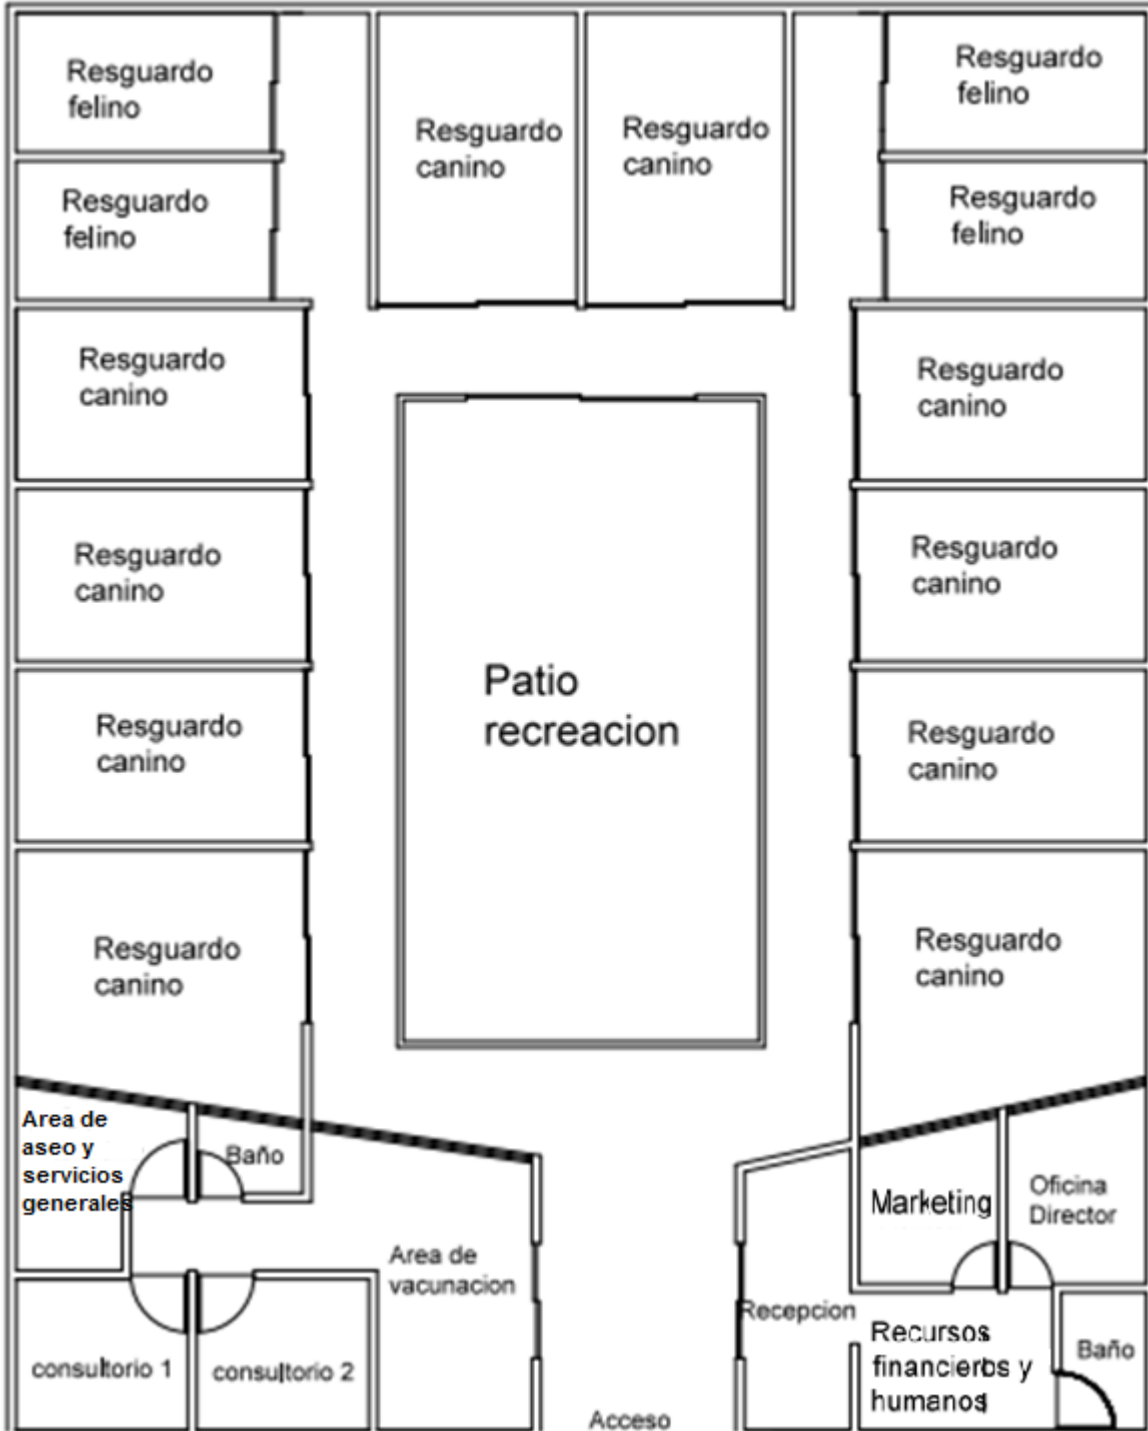 Resguardo
felino
Resguardo
canino
Resguardo
canino
Resguardo
felino
Resguardo
felino
Resguardo
felino
Resguardo
canino
Resguardo
canino
Resguardo
canino
Resguardo
canino
Patio
recreacion
Resguardo
canino
Resguardo
canino
Resguardo
canino
Resguardo
canino
Area de
aseo y
servicios
generales
Baño
Area de
vacunacion
consultorio 1
consultorio 2
Acceso
Recepcion
Marketing
Oficina
Director
Recursos
financieros y
humanos
Baño